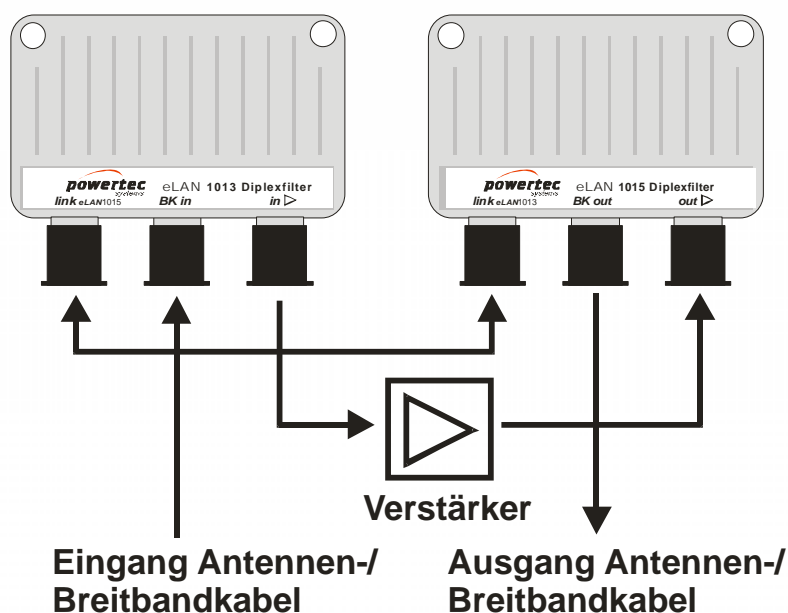 powertec
systems
eLAN 1013 Diplexfilter
link eLAN1015 BK in in
powertec
systems
eLAN 1015 Diplexfilter
link eLAN1013 BK out out
Verstärker
Eingang Antennen-/
Breitbandkabel
Ausgang Antennen-/
Breitbandkabel